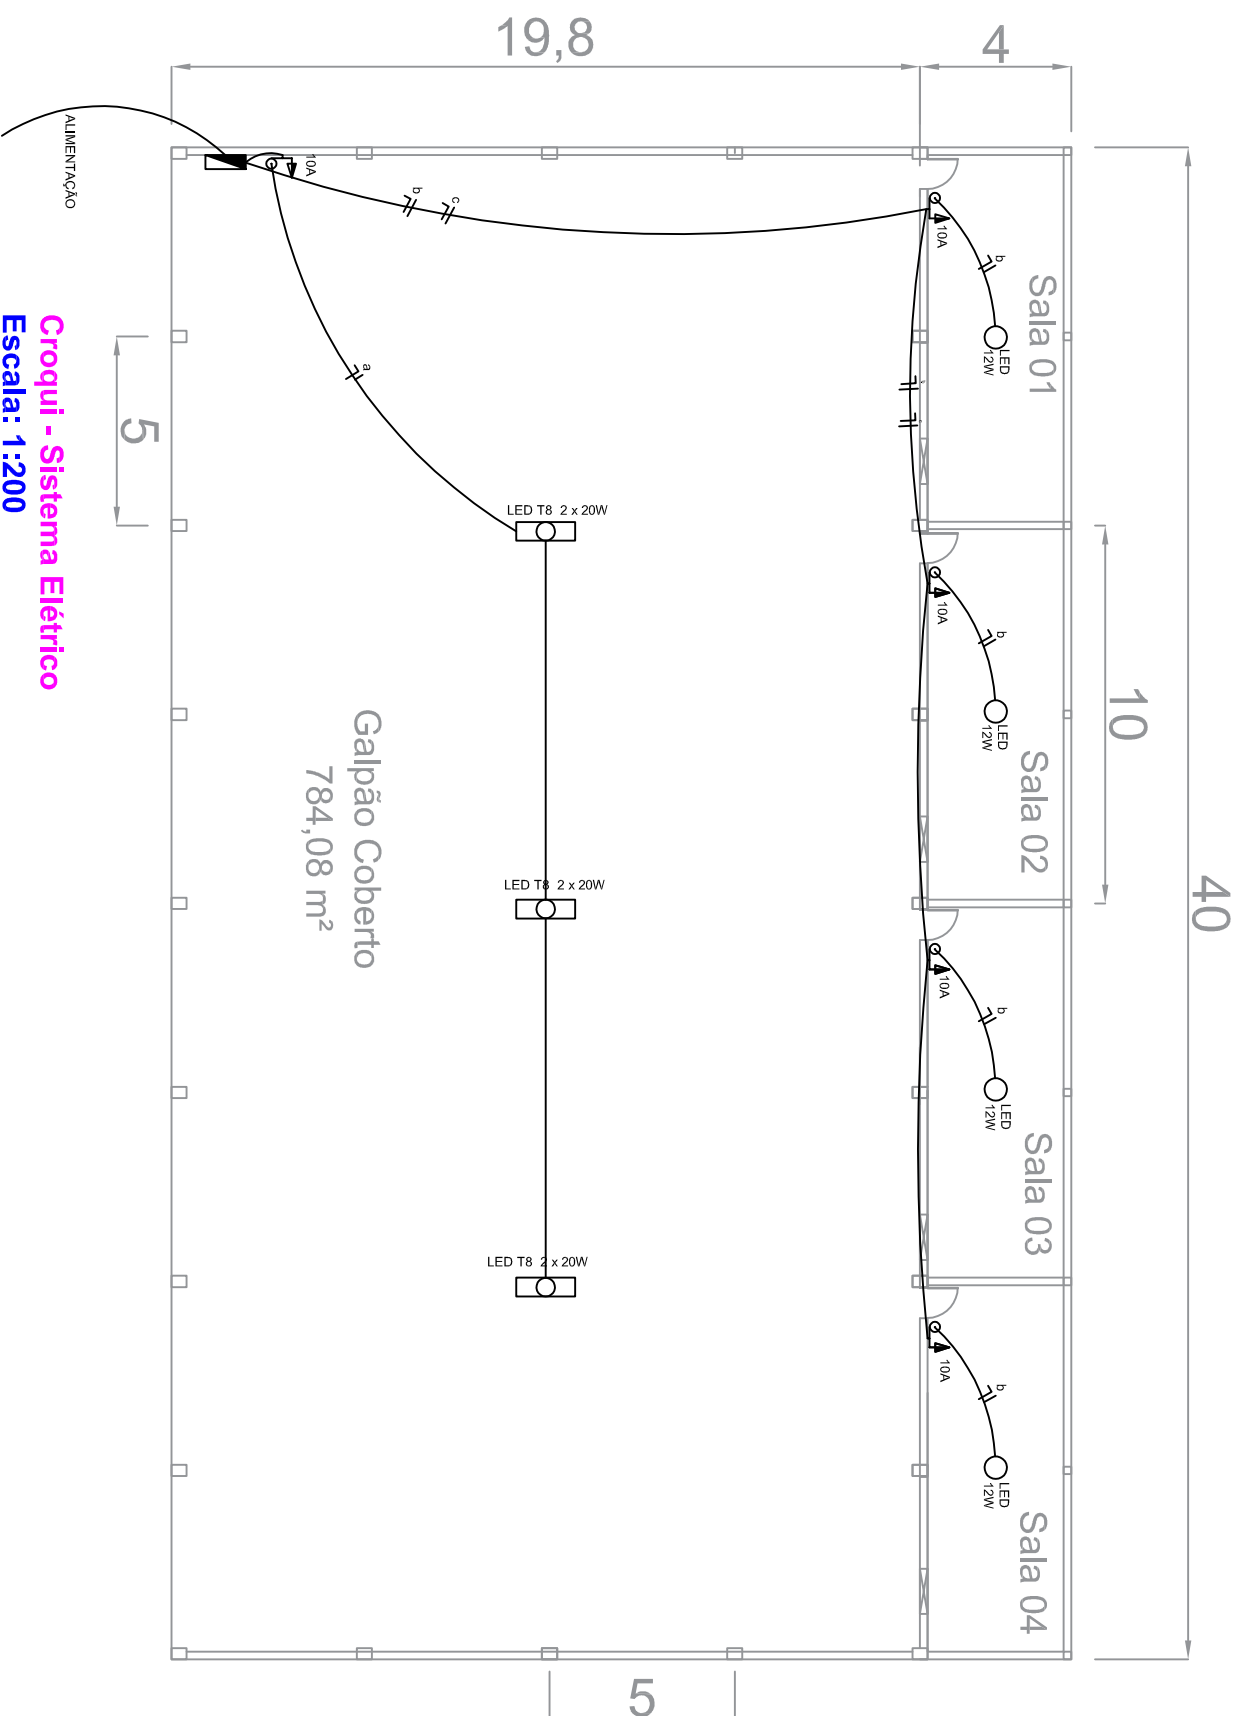 19,8
4
ALIMENTAÇÃO
10A
b
c
10A
b
LED
12W
Sala 01
a
5
Croqui - Sistema Elétrico
Escala: 1:200
LED T8 2 x 20W
10A
b
LED
12W
Sala 02
10
40
Galpão Coberto
784,08 m²
LED T8 2 x 20W
10A
b
LED
12W
Sala 03
LED T8 2 x 20W
10A
b
LED
12W
Sala 04
5